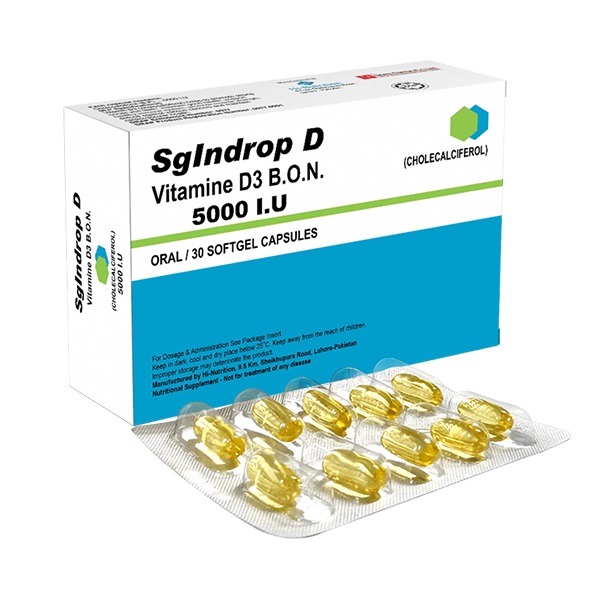 SgIndrop D
Vitamine D3 B.O.N.
5000 I.U
(CHOLECALCIFEROL)
ORAL / 30 SOFTGEL CAPSULES
For Dosage & Administration See Package Insert.
Keep in dark, cool and dry place below 25°C. Keep away from the reach of children.
Improper storage may deteriorate the product.
Manufactured by Hi-Nutrition, 9.5 Km, Sheikhupura Road, Lahore-Pakistan
Nutritional Supplement - Not for treatment of any disease
SgIndrop D
Vitamine D3 B.O.N.
(CHOLECALCIFEROL)
5000 I.U